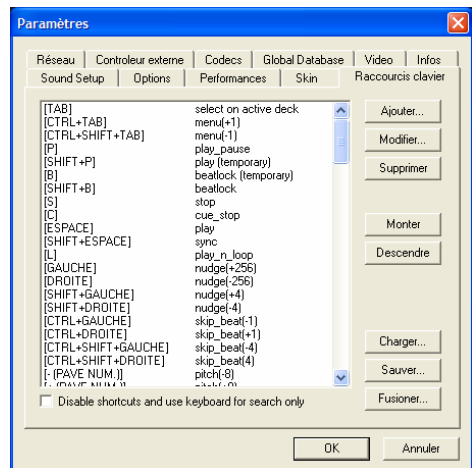 Paramètres
Réseau Controleur externe Codecs Global Database Video Infos
Sound Setup Options Performances Skin Raccourcis clavier
[TAB] select on active deck
[CTRL+TAB] menu(+1)
[CTRL+SHIFT+TAB] menu(-1)
[P] play_pause
[SHIFT+P] play (temporary)
[B] beatlock (temporary)
[SHIFT+B] beatlock
[S] stop
[C] cue_stop
[ESPACE] play
[SHIFT+ESPACE] sync
[L] play_n_loop
[GAUCHE] nudge(+256)
[DROITE] nudge(-256)
[SHIFT+GAUCHE] nudge(+4)
[SHIFT+DROITE] nudge(-4)
[CTRL+GAUCHE] skip_beat(-1)
[CTRL+DROITE] skip_beat(+1)
[CTRL+SHIFT+GAUCHE] skip_beat(-4)
[CTRL+SHIFT+DROITE] skip_beat(4)
[- (PAVE NUM.)] pitch(-8)
Ajouter...
Modifier...
Supprimer
Monter
Descendre
Charger...
Sauver...
Fusioner...
Disable shortcuts and use keyboard for search only
OK Annuler